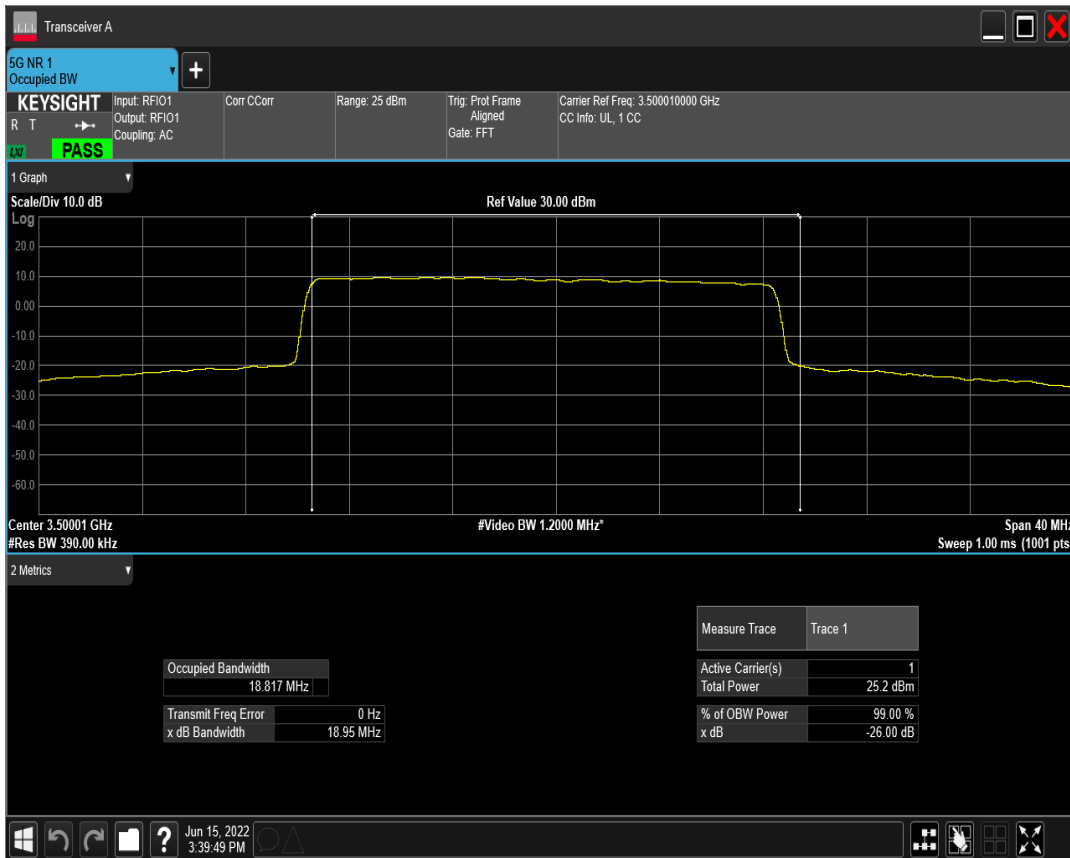 Transceiver A
5G NR 1
Occupied BW
+
KEYSIGHT
R T
LXI
PASS
Input: RFIO1
Output: RFIO1
Coupling: AC
Corr CCorr
Range: 25 dBm
Trig: Prot Frame
Aligned
Gate: FFT
Carrier Ref Freq: 3.500010000 GHz
CC Info: UL, 1 CC
1 Graph
Scale/Div 10.0 dB
Ref Value 30.00 dBm
Log
20.0
10.0
0.00
-10.0
-20.0
-30.0
-40.0
-50.0
-60.0
Center 3.50001 GHz
#Video BW 1.2000 MHz*
Span 40 MHz
#Res BW 390.00 kHz
Sweep 1.00 ms (1001 pts
2 Metrics
Measure Trace Trace 1
Occupied Bandwidth
18.817 MHz
Active Carrier(s) 1
Total Power 25.2 dBm
Transmit Freq Error 0 Hz
x dB Bandwidth 18.95 MHz
% of OBW Power 99.00 %
x dB -26.00 dB
?
Jun 15, 2022
3:39:49 PM